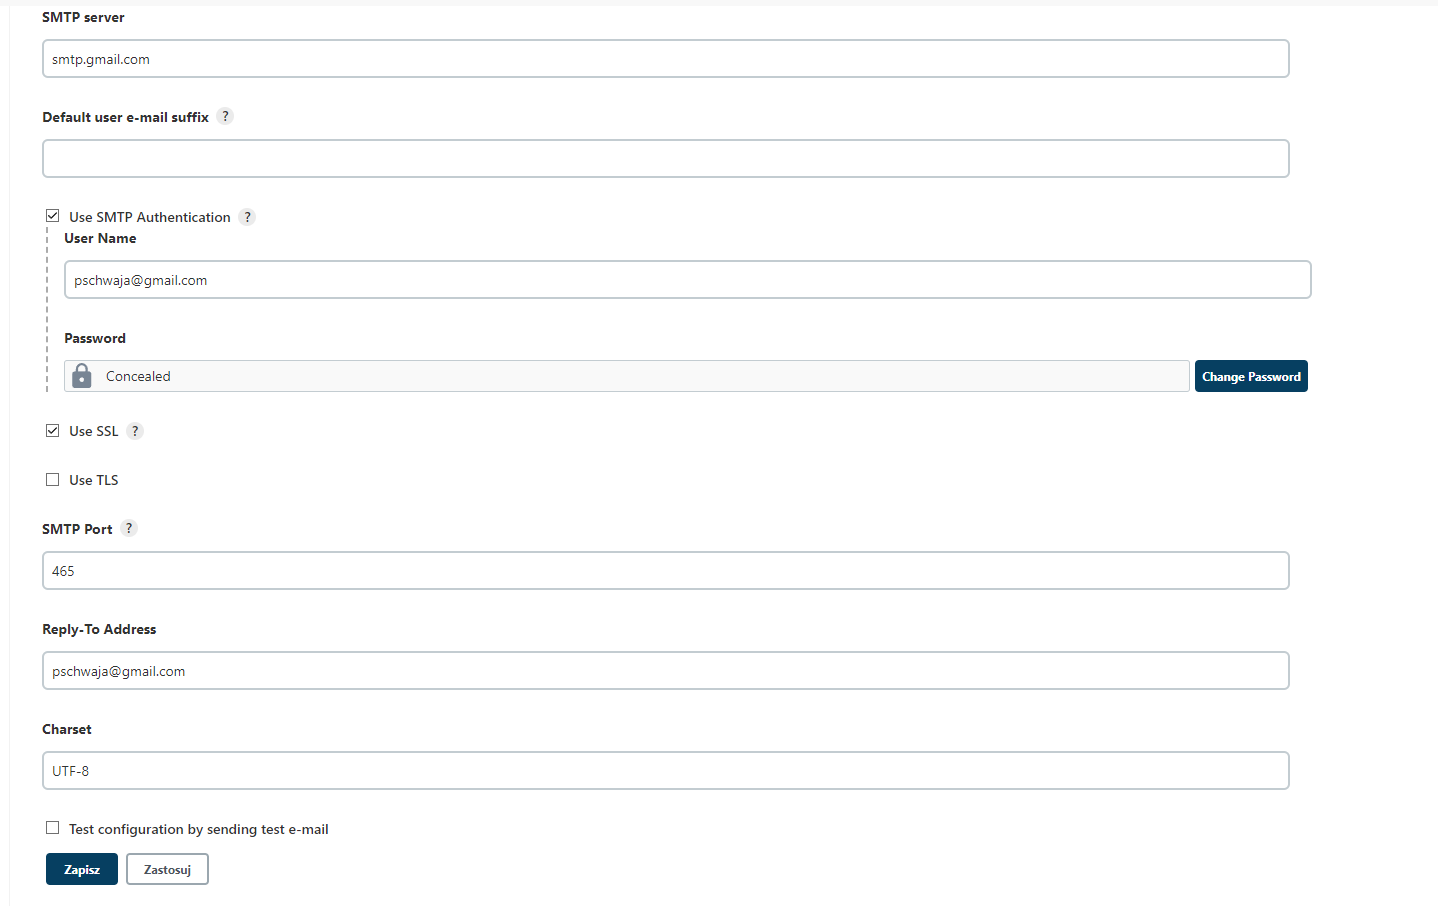 SMTP server
smtp.gmail.com
Default user e-mail suffix ?
Use SMTP Authentication ?
User Name
pschwaja@gmail.com
Password
Concealed
Change Password
Use SSL ?
Use TLS
SMTP Port ?
465
Reply-To Address
pschwaja@gmail.com
Charset
UTF-8
Test configuration by sending test e-mail
Zapisz Zastosuj